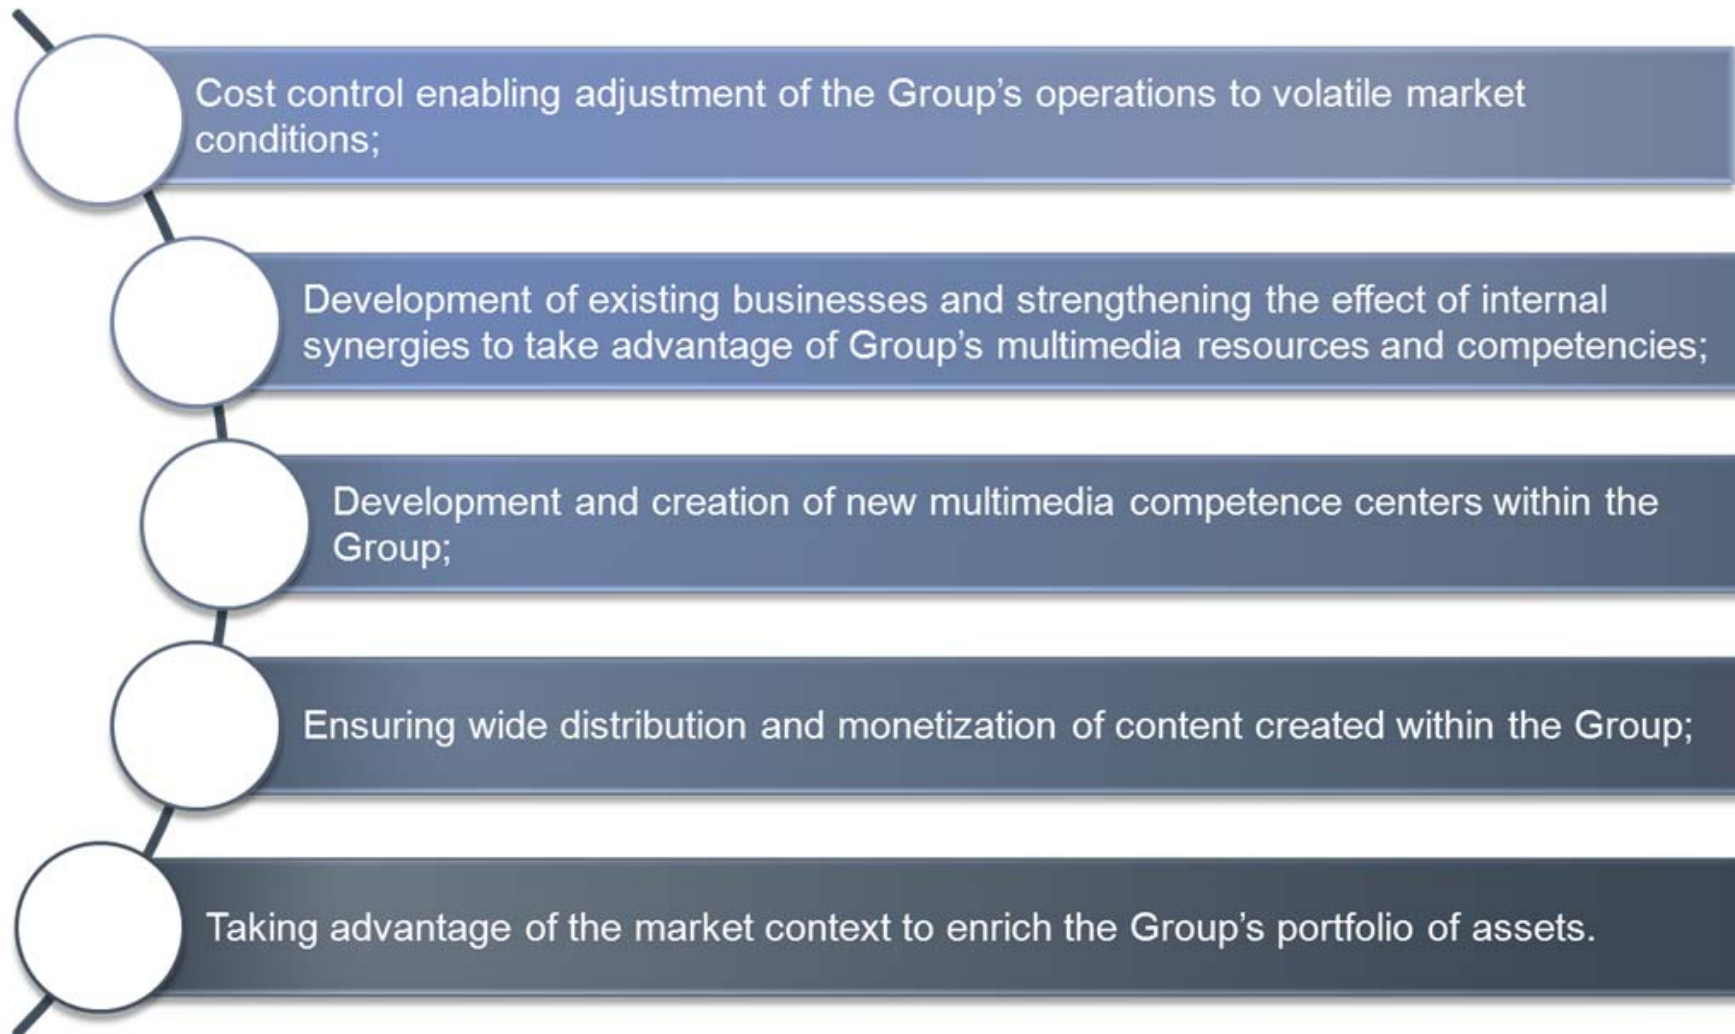 Cost control enabling adjustment of the Group’s operations to volatile market
conditions;
Development of existing businesses and strengthening the effect of internal
synergies to take advantage of Group’s multimedia resources and competencies;
Development and creation of new multimedia competence centers within the
Group;
Ensuring wide distribution and monetization of content created within the Group;
Taking advantage of the market context to enrich the Group’s portfolio of assets.